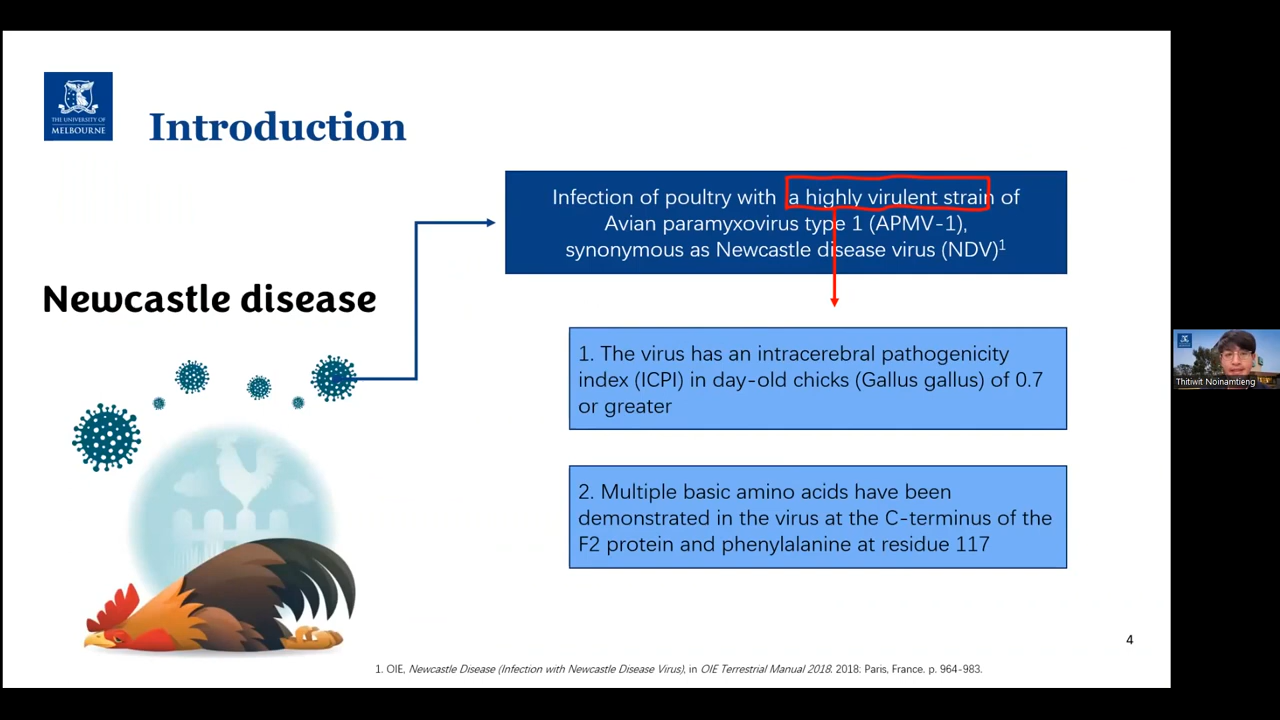 THE UNIVERSITY OF
MELBOURNE
Introduction
Infection of poultry with a highly virulent strain of
Avian paramyxovirus type 1 (APMV-1),
synonymous as Newcastle disease virus (NDV)1
Newcastle disease
1. The virus has an intracerebral pathogenicity
index (ICPI) in day-old chicks (Gallus gallus) of 0.7
or greater
2. Multiple basic amino acids have been
demonstrated in the virus at the C-terminus of the
F2 protein and phenylalanine at residue 117
4
1. OIE, Newcastle Disease (Infection with Newcastle Disease Virus), in OIE Terrestrial Manual 2018. 2018. Paris, France. p. 964-983.
Thitiwit Noinamtieng